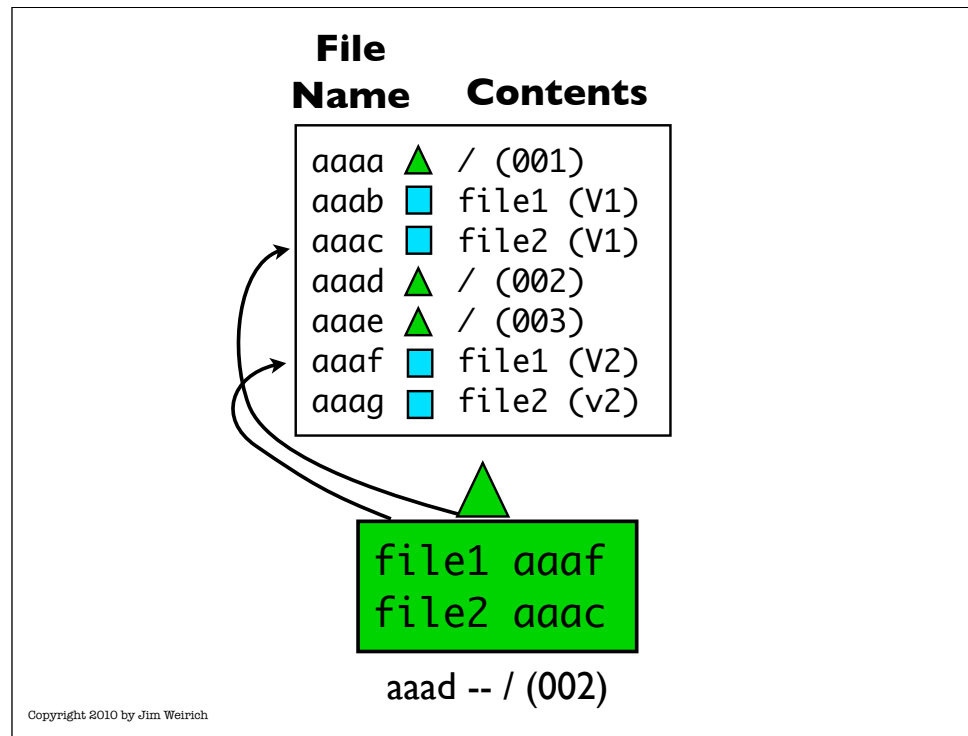 File
Name Contents
aaaa / (001)
aaab file1 (V1)
aaac file2 (V1)
aaad / (002)
aaae / (003)
aaaf file1 (V2)
aaag file2 (v2)
file1 aaaf
file2 aaac
aaad -- / (002)
Copyright 2010 by Jim Weirich